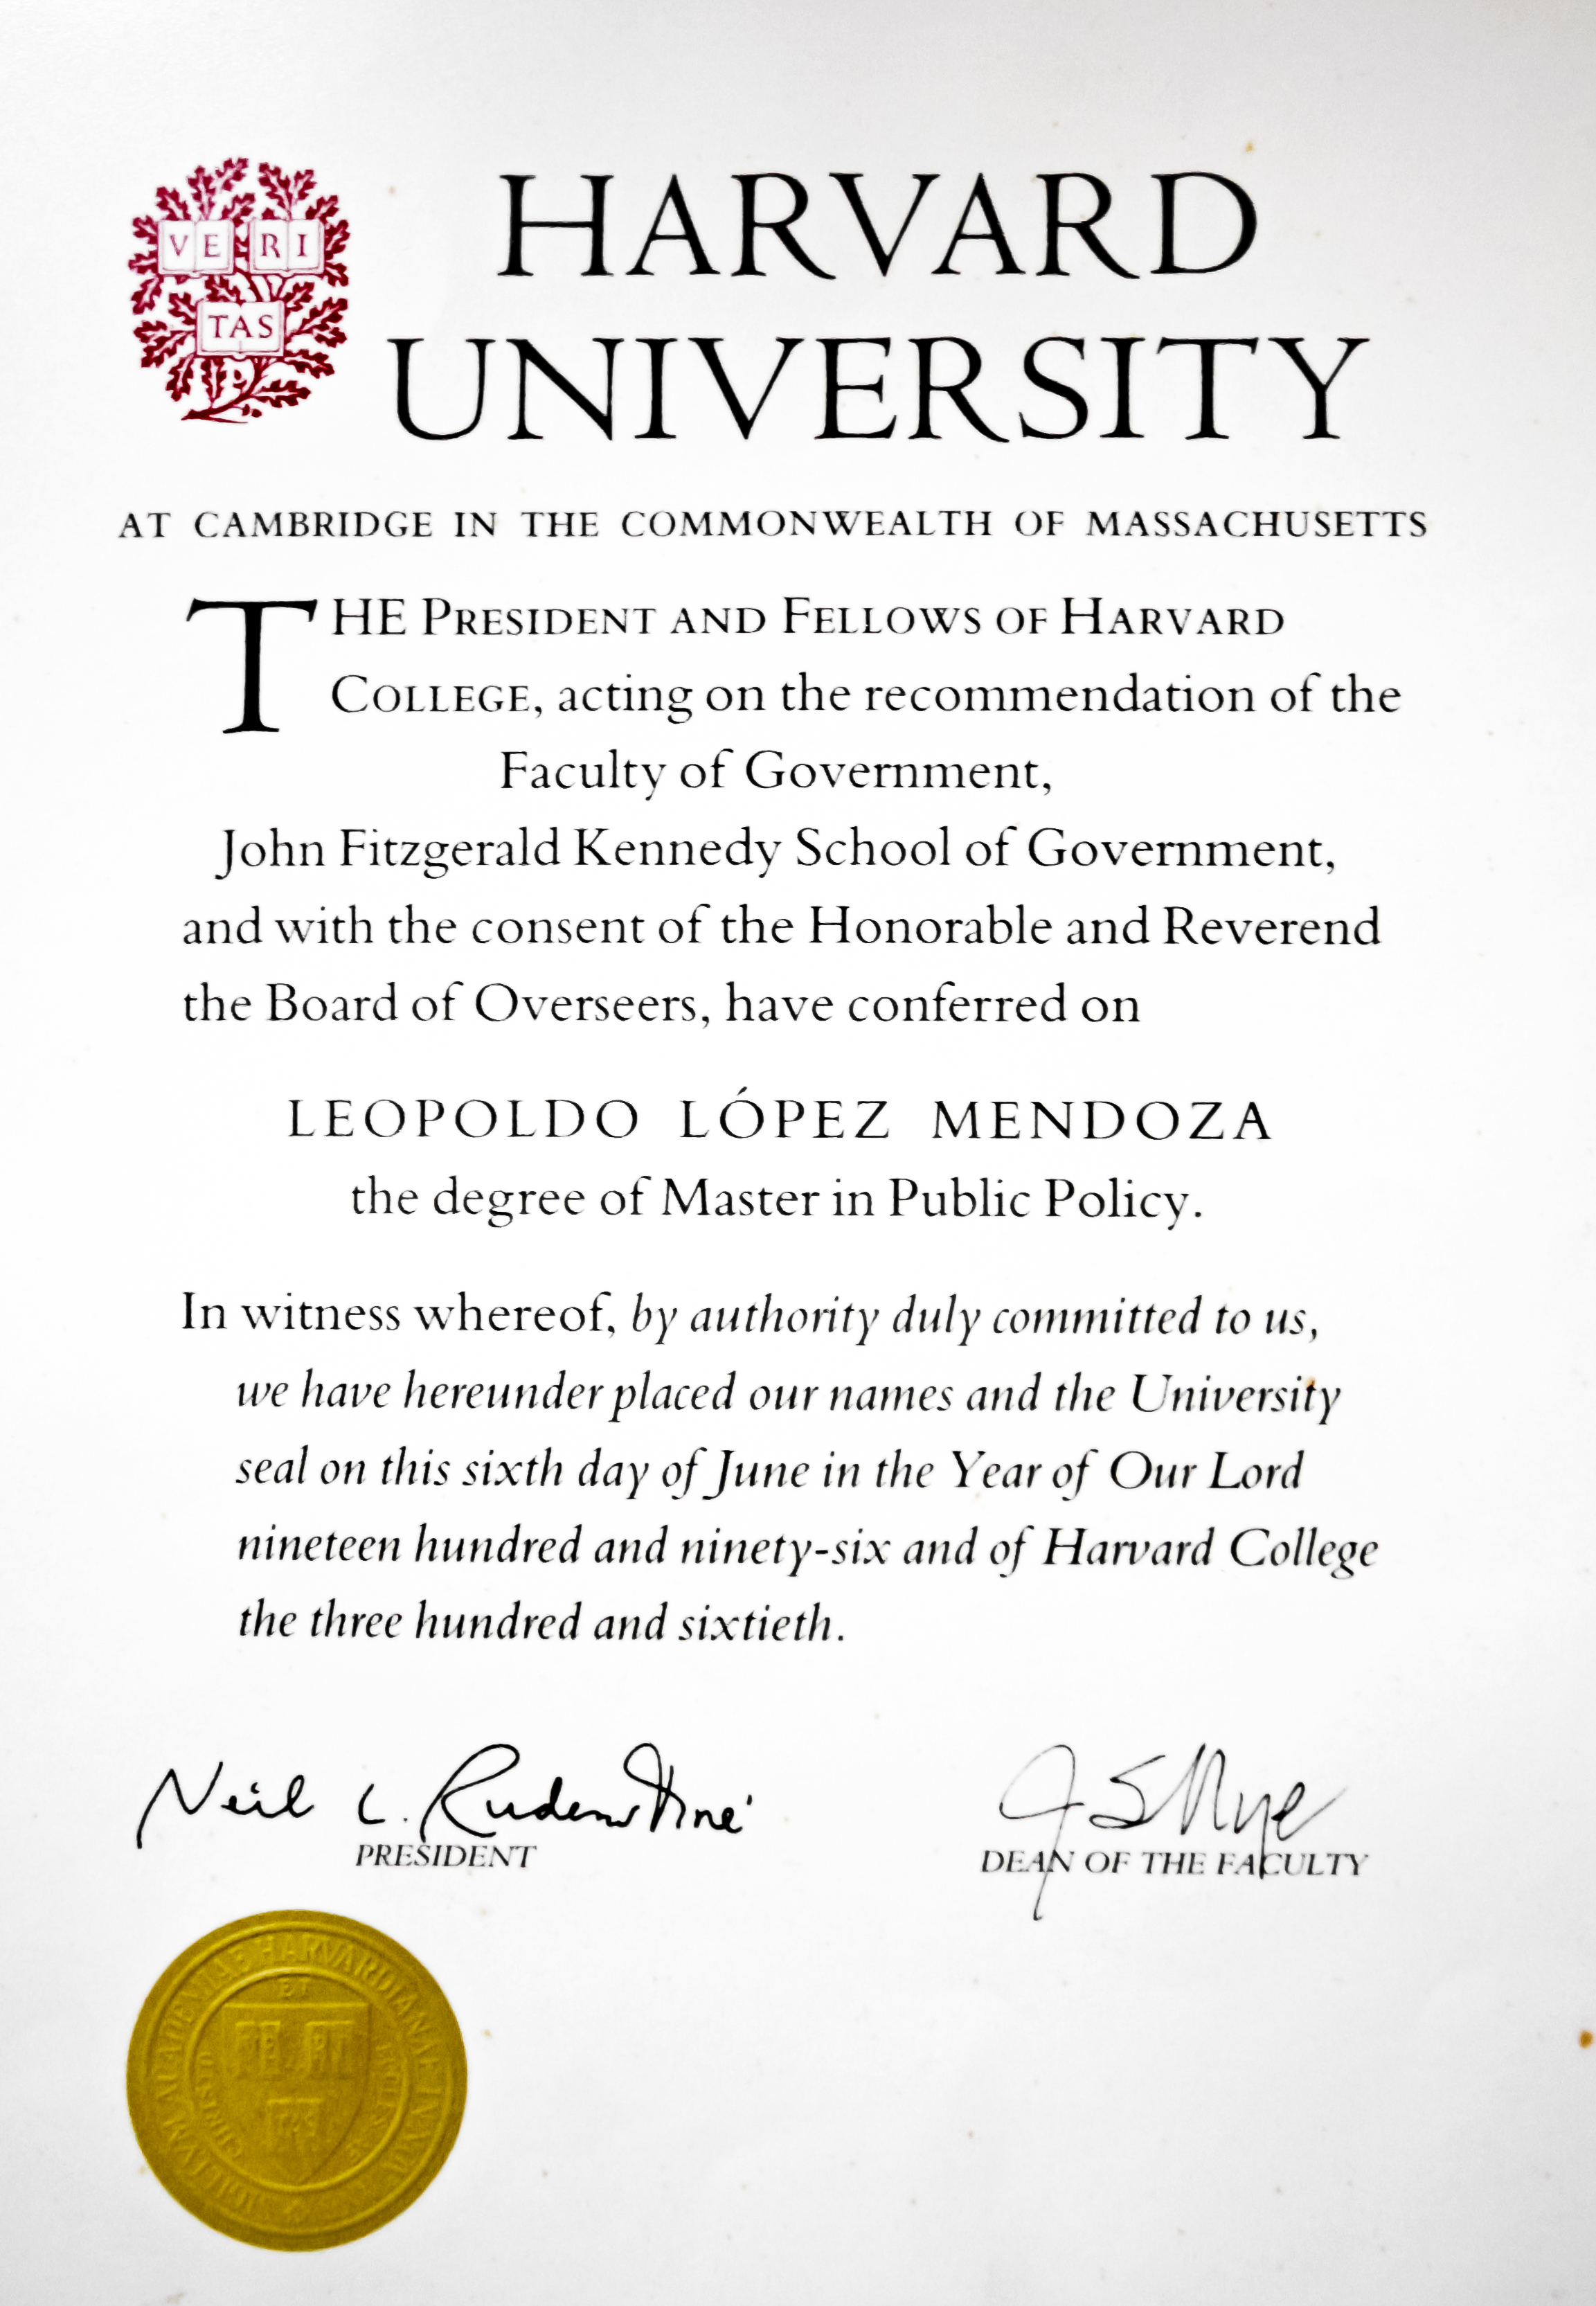 VE RI
TAS
HARVARD
UNIVERSITY
AT CAMBRIDGE IN THE COMMONWEALTH OF MASSACHUSETTS
THE PRESIDENT AND FELLOWS OF HARVARD
COLLEGE, acting on the recommendation of the
Faculty of Government,
John Fitzgerald Kennedy School of Government,
and with the consent of the Honorable and Reverend
the Board of Overseers, have conferred on
LEOPOLDO LÓPEZ MENDOZA
the degree of Master in Public Policy.
In witness whereof, by authority duly committed to us,
we have hereunder placed our names and the University
seal on this sixth day of June in the Year of Our Lord
nineteen hundred and ninety-six and of Harvard College
the three hundred and sixtieth.
Neil L. Rudenstine
PRESIDENT
J S Nye
DEAN OF THE FACULTY
ACADEMIAE HARVARDIANAE
ET
TAS